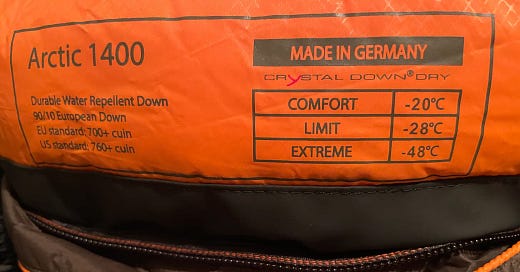 Arctic 1400
MADE IN GERMANY
CRYSTAL DOWN® DRY
Durable Water Repellent Down
90/10 European Down
EU standard: 700+ cuin
US standard: 760+ cuin
COMFORT -20°C
LIMIT -28°C
EXTREME -48°C